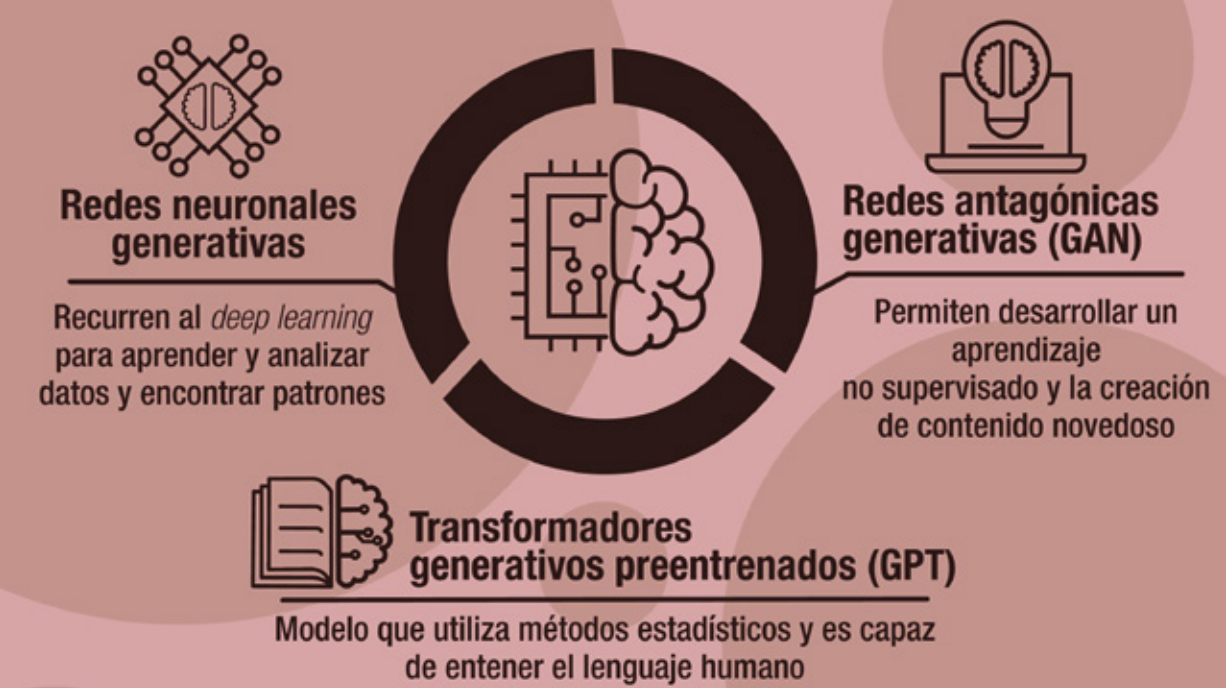 Redes neuronales
generativas
Recurren al deep learning
para aprender y analizar
datos y encontrar patrones
Redes antagónicas
generativas (GAN)
Permiten desarrollar un
aprendizaje
no supervisado y la creación
de contenido novedoso
Transformadores
generativos preentrenados (GPT)
Modelo que utiliza métodos estadísticos y es capaz
de entener el lenguaje humano